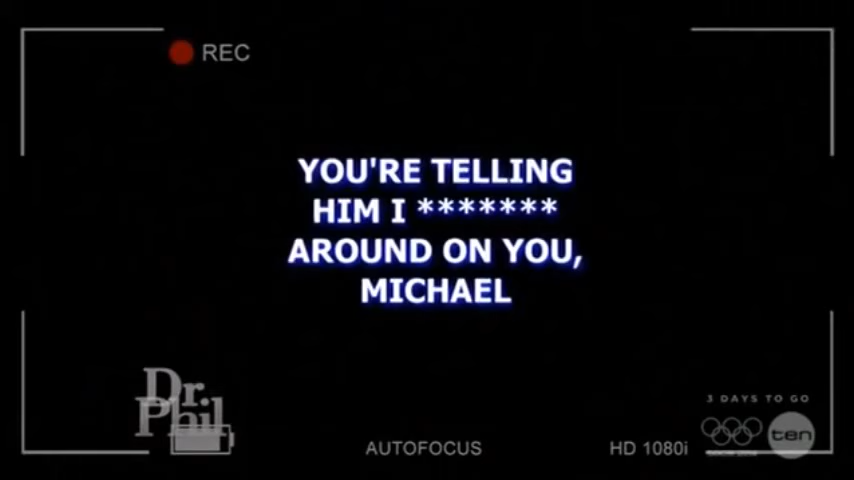 REC
YOU'RE TELLING
HIM I *******
AROUND ON YOU,
MICHAEL
Dr.
Phil
3 DAYS TO GO
ten
AUTOFOCUS
HD 1080i